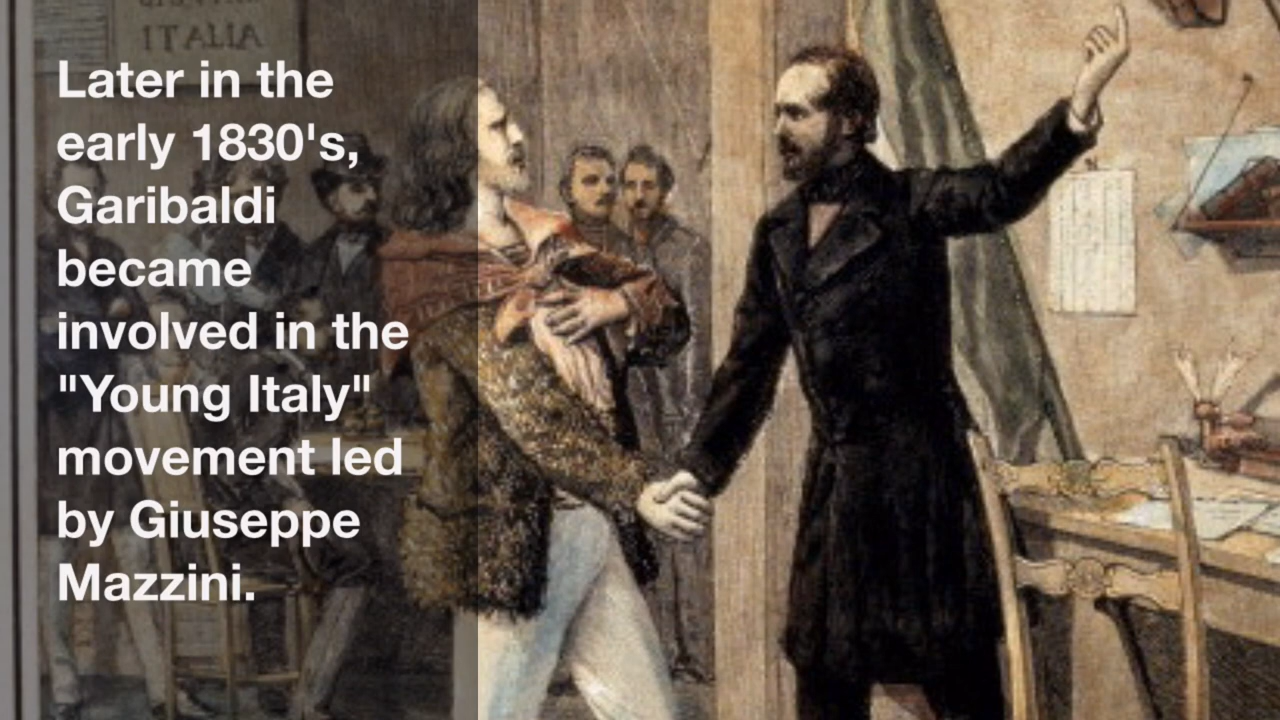 ITALIA
Later in the
early 1830's,
Garibaldi
became
involved in the
"Young Italy"
movement led
by Giuseppe
Mazzini.